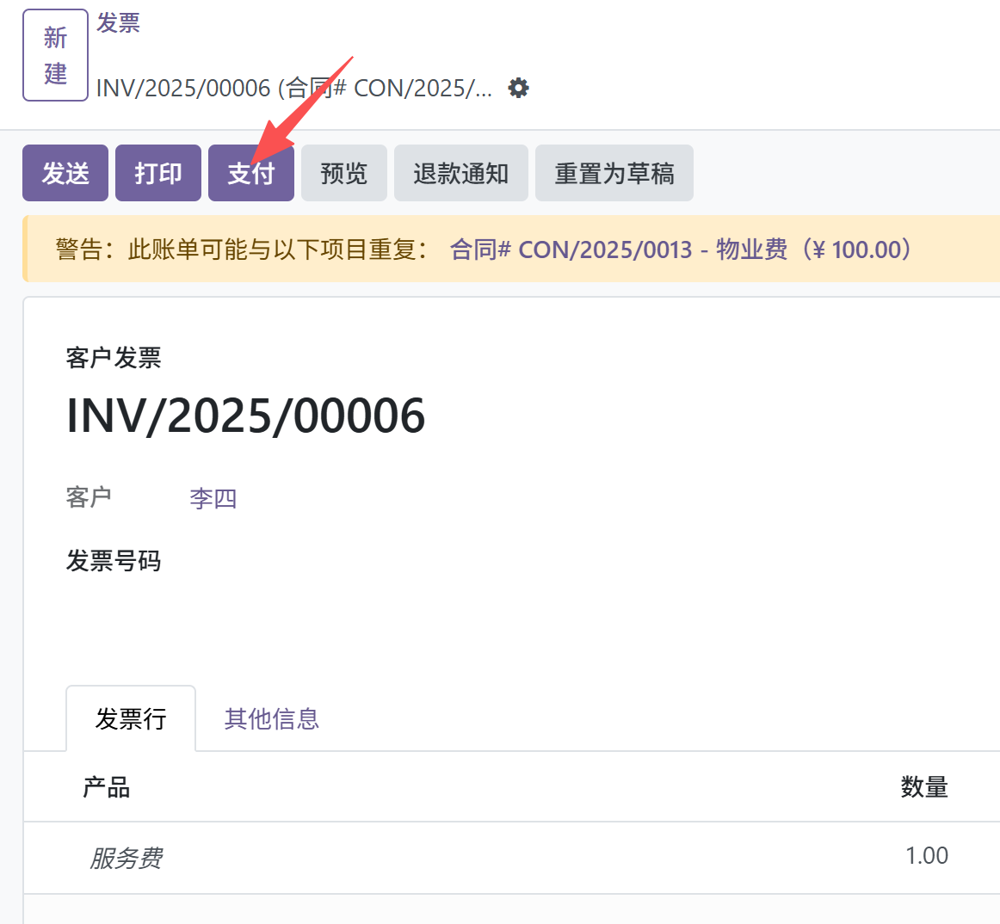 新建
发票
INV/2025/00006 (合同# CON/2025/...
发送 打印 支付 预览 退款通知 重置为草稿
警告：此账单可能与以下项目重复： 合同# CON/2025/0013 - 物业费（¥ 100.00）
客户发票
INV/2025/00006
客户 李四
发票号码
发票行 其他信息
产品 数量
服务费 1.00